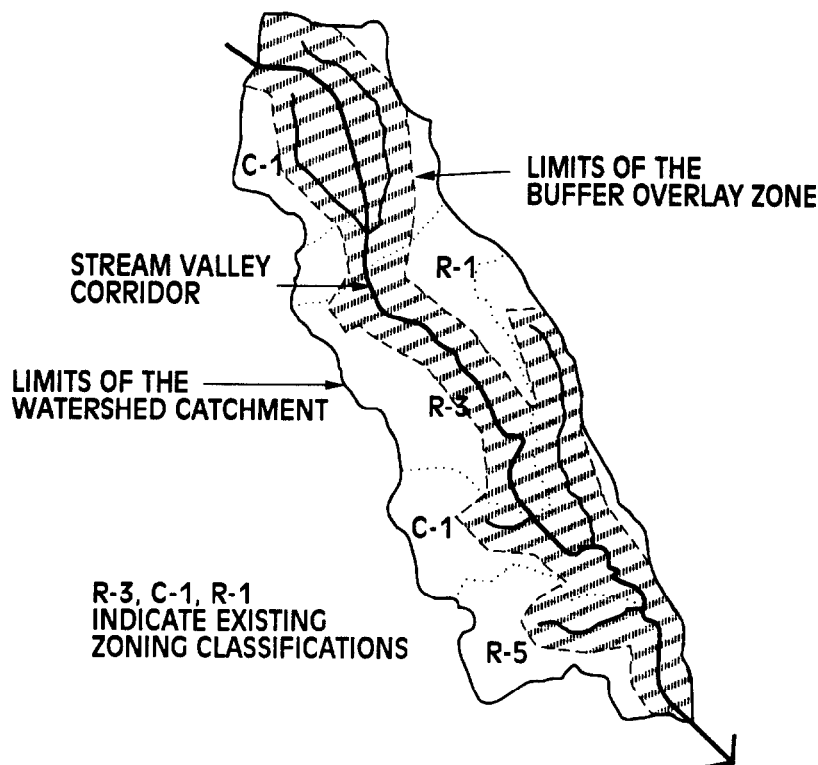 C-1
LIMITS OF THE
BUFFER OVERLAY ZONE
R-1
STREAM VALLEY
CORRIDOR
LIMITS OF THE
WATERSHED CATCHMENT
R-3
C-1
R-3, C-1, R-1
INDICATE EXISTING
ZONING CLASSIFICATIONS
R-5